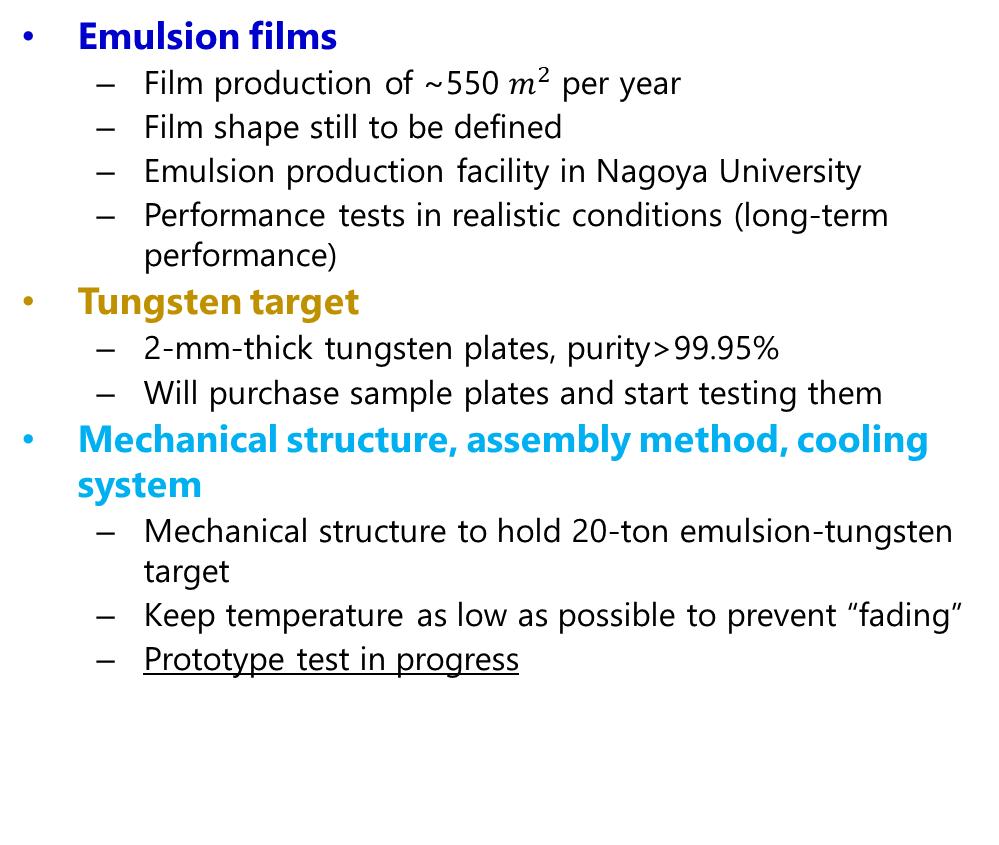 • Emulsion films
– Film production of ~550 𝑚² per year
– Film shape still to be defined
– Emulsion production facility in Nagoya University
– Performance tests in realistic conditions (long-term
performance)
• Tungsten target
– 2-mm-thick tungsten plates, purity>99.95%
– Will purchase sample plates and start testing them
• Mechanical structure, assembly method, cooling
system
– Mechanical structure to hold 20-ton emulsion-tungsten
target
– Keep temperature as low as possible to prevent “fading”
– Prototype test in progress